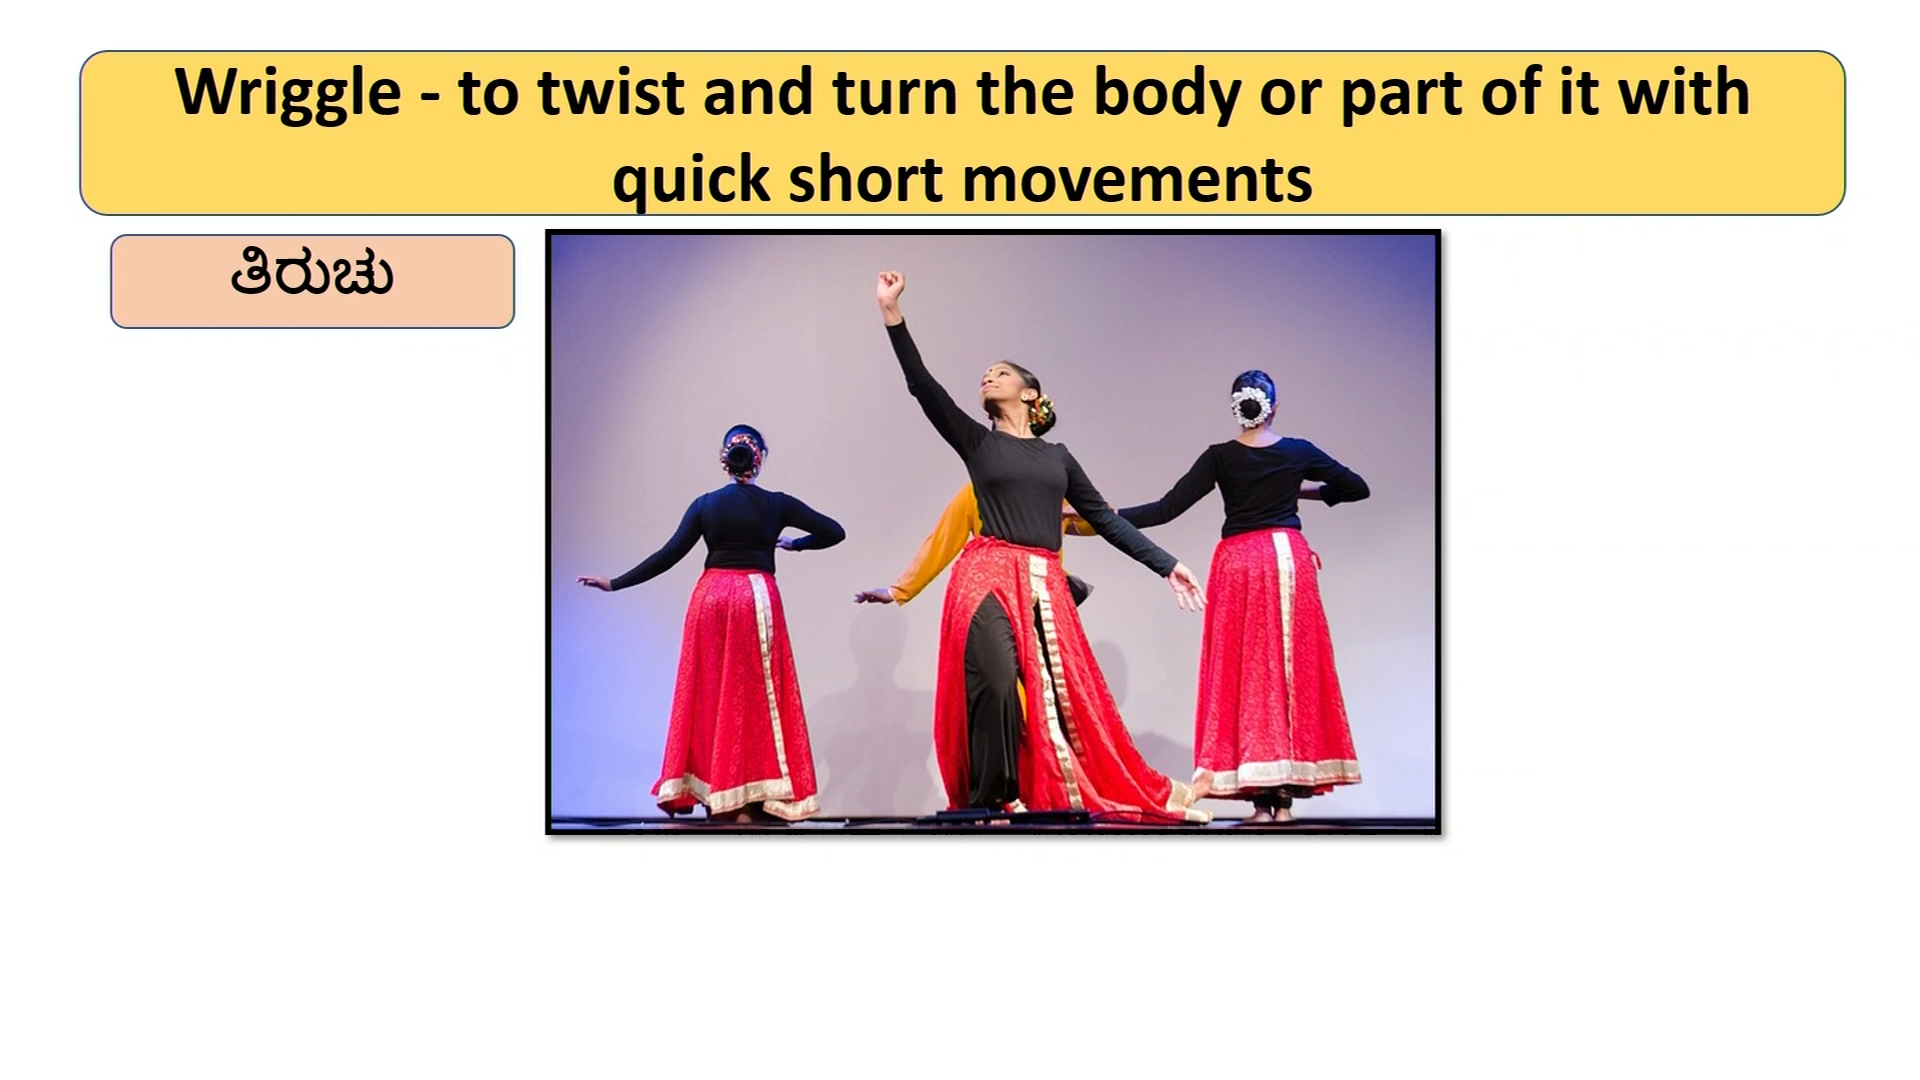 Wriggle - to twist and turn the body or part of it with
quick short movements
ತಿರುಚು